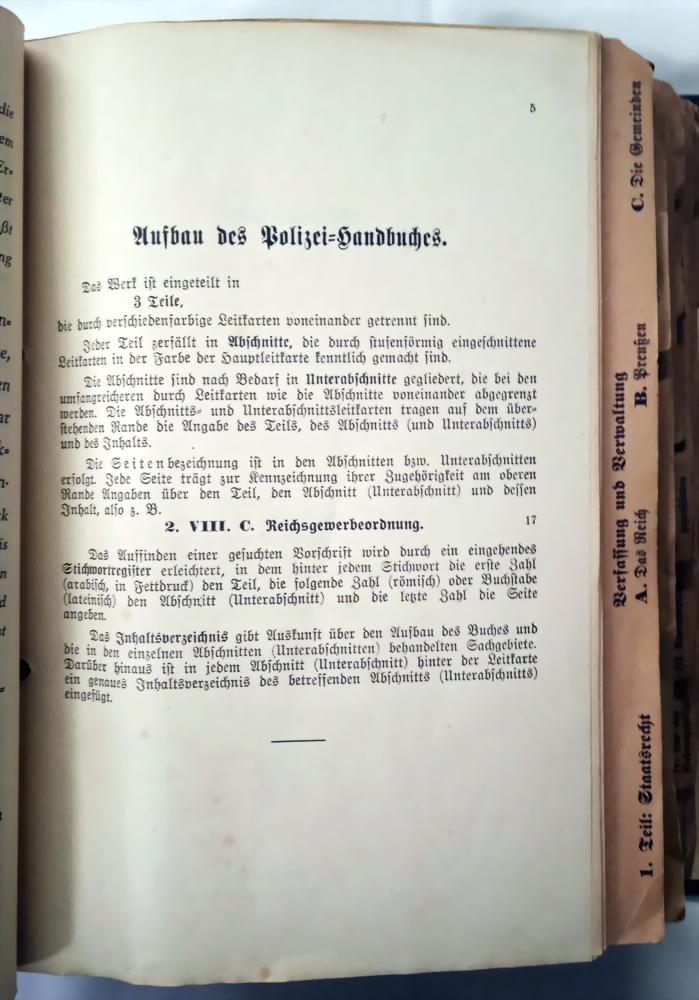 5
Aufbau des Polizei-Handbuches.
Das Werk ist eingeteilt in
3 Teile,
die durch verschiedenfarbige Leitkarten voneinander getrennt sind.
Jeder Teil zerfällt in Abschnitte, die durch stufenförmig eingeschnittene
Leitkarten in der Farbe der Hauptleitkarte kenntlich gemacht sind.
Die Abschnitte sind nach Bedarf in Unterabschnitte gegliedert, die bei den
umfangreicheren durch Leitkarten wie die Abschnitte voneinander abgegrenzt
werden. Die Abschnitts- und Unterabschnittsleitkarten tragen auf dem über-
stehenden Rande die Angabe des Teils, des Abschnitts (und Unterabschnitts)
und des Inhalts.
Die Seitenbezeichnung ist in den Abschnitten bzw. Unterabschnitten
erfolgt. Jede Seite trägt zur Kennzeichnung ihrer Zugehörigkeit am oberen
Rande Angaben über den Teil, den Abschnitt (Unterabschnitt) und dessen
Inhalt, also z. B.
2. VIII. C. Reichsgewerbeordnung. 17
Das Auffinden einer gesuchten Vorschrift wird durch ein eingehendes
Stichwortregister erleichtert, in dem hinter jedem Stichwort die erste Zahl
(arabisch, in Fettdruck) den Teil, die folgende Zahl (römisch) oder Buchstabe
(lateinisch) den Abschnitt (Unterabschnitt) und die letzte Zahl die Seite
angeben.
Das Inhaltsverzeichnis gibt Auskunft über den Aufbau des Buches und
die in den einzelnen Abschnitten (Unterabschnitten) behandelten Sachgebiete.
Darüber hinaus ist in jedem Abschnitt (Unterabschnitt) hinter der Leitkarte
ein genaues Inhaltsverzeichnis des betreffenden Abschnitts (Unterabschnitts)
eingefügt.
1. Teil: Staatsrecht
Verfassung und Verwaltung
A. Das Reich B. Preußen C. Die Gemeinden